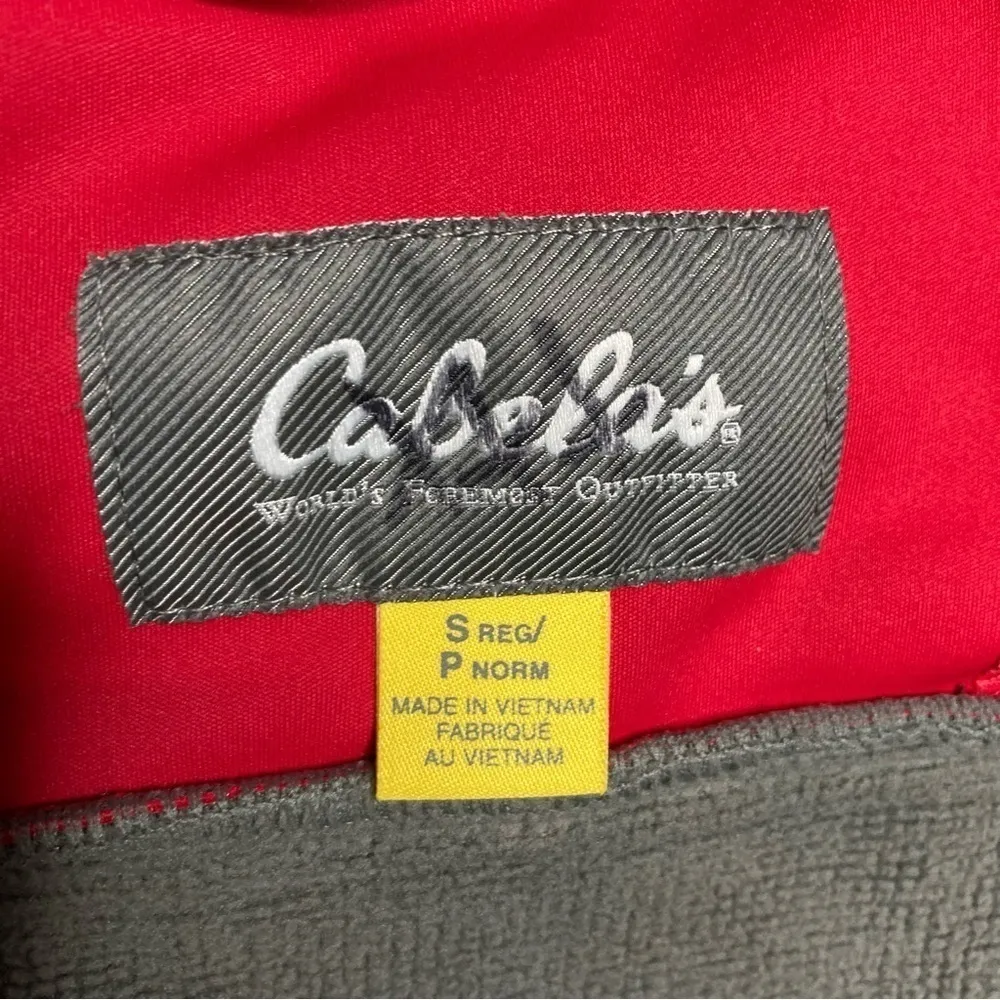 Cabela's®
WORLD'S FOREMOST OUTFITTER
S REG/
P NORM
MADE IN VIETNAM
FABRIQUE
AU VIETNAM